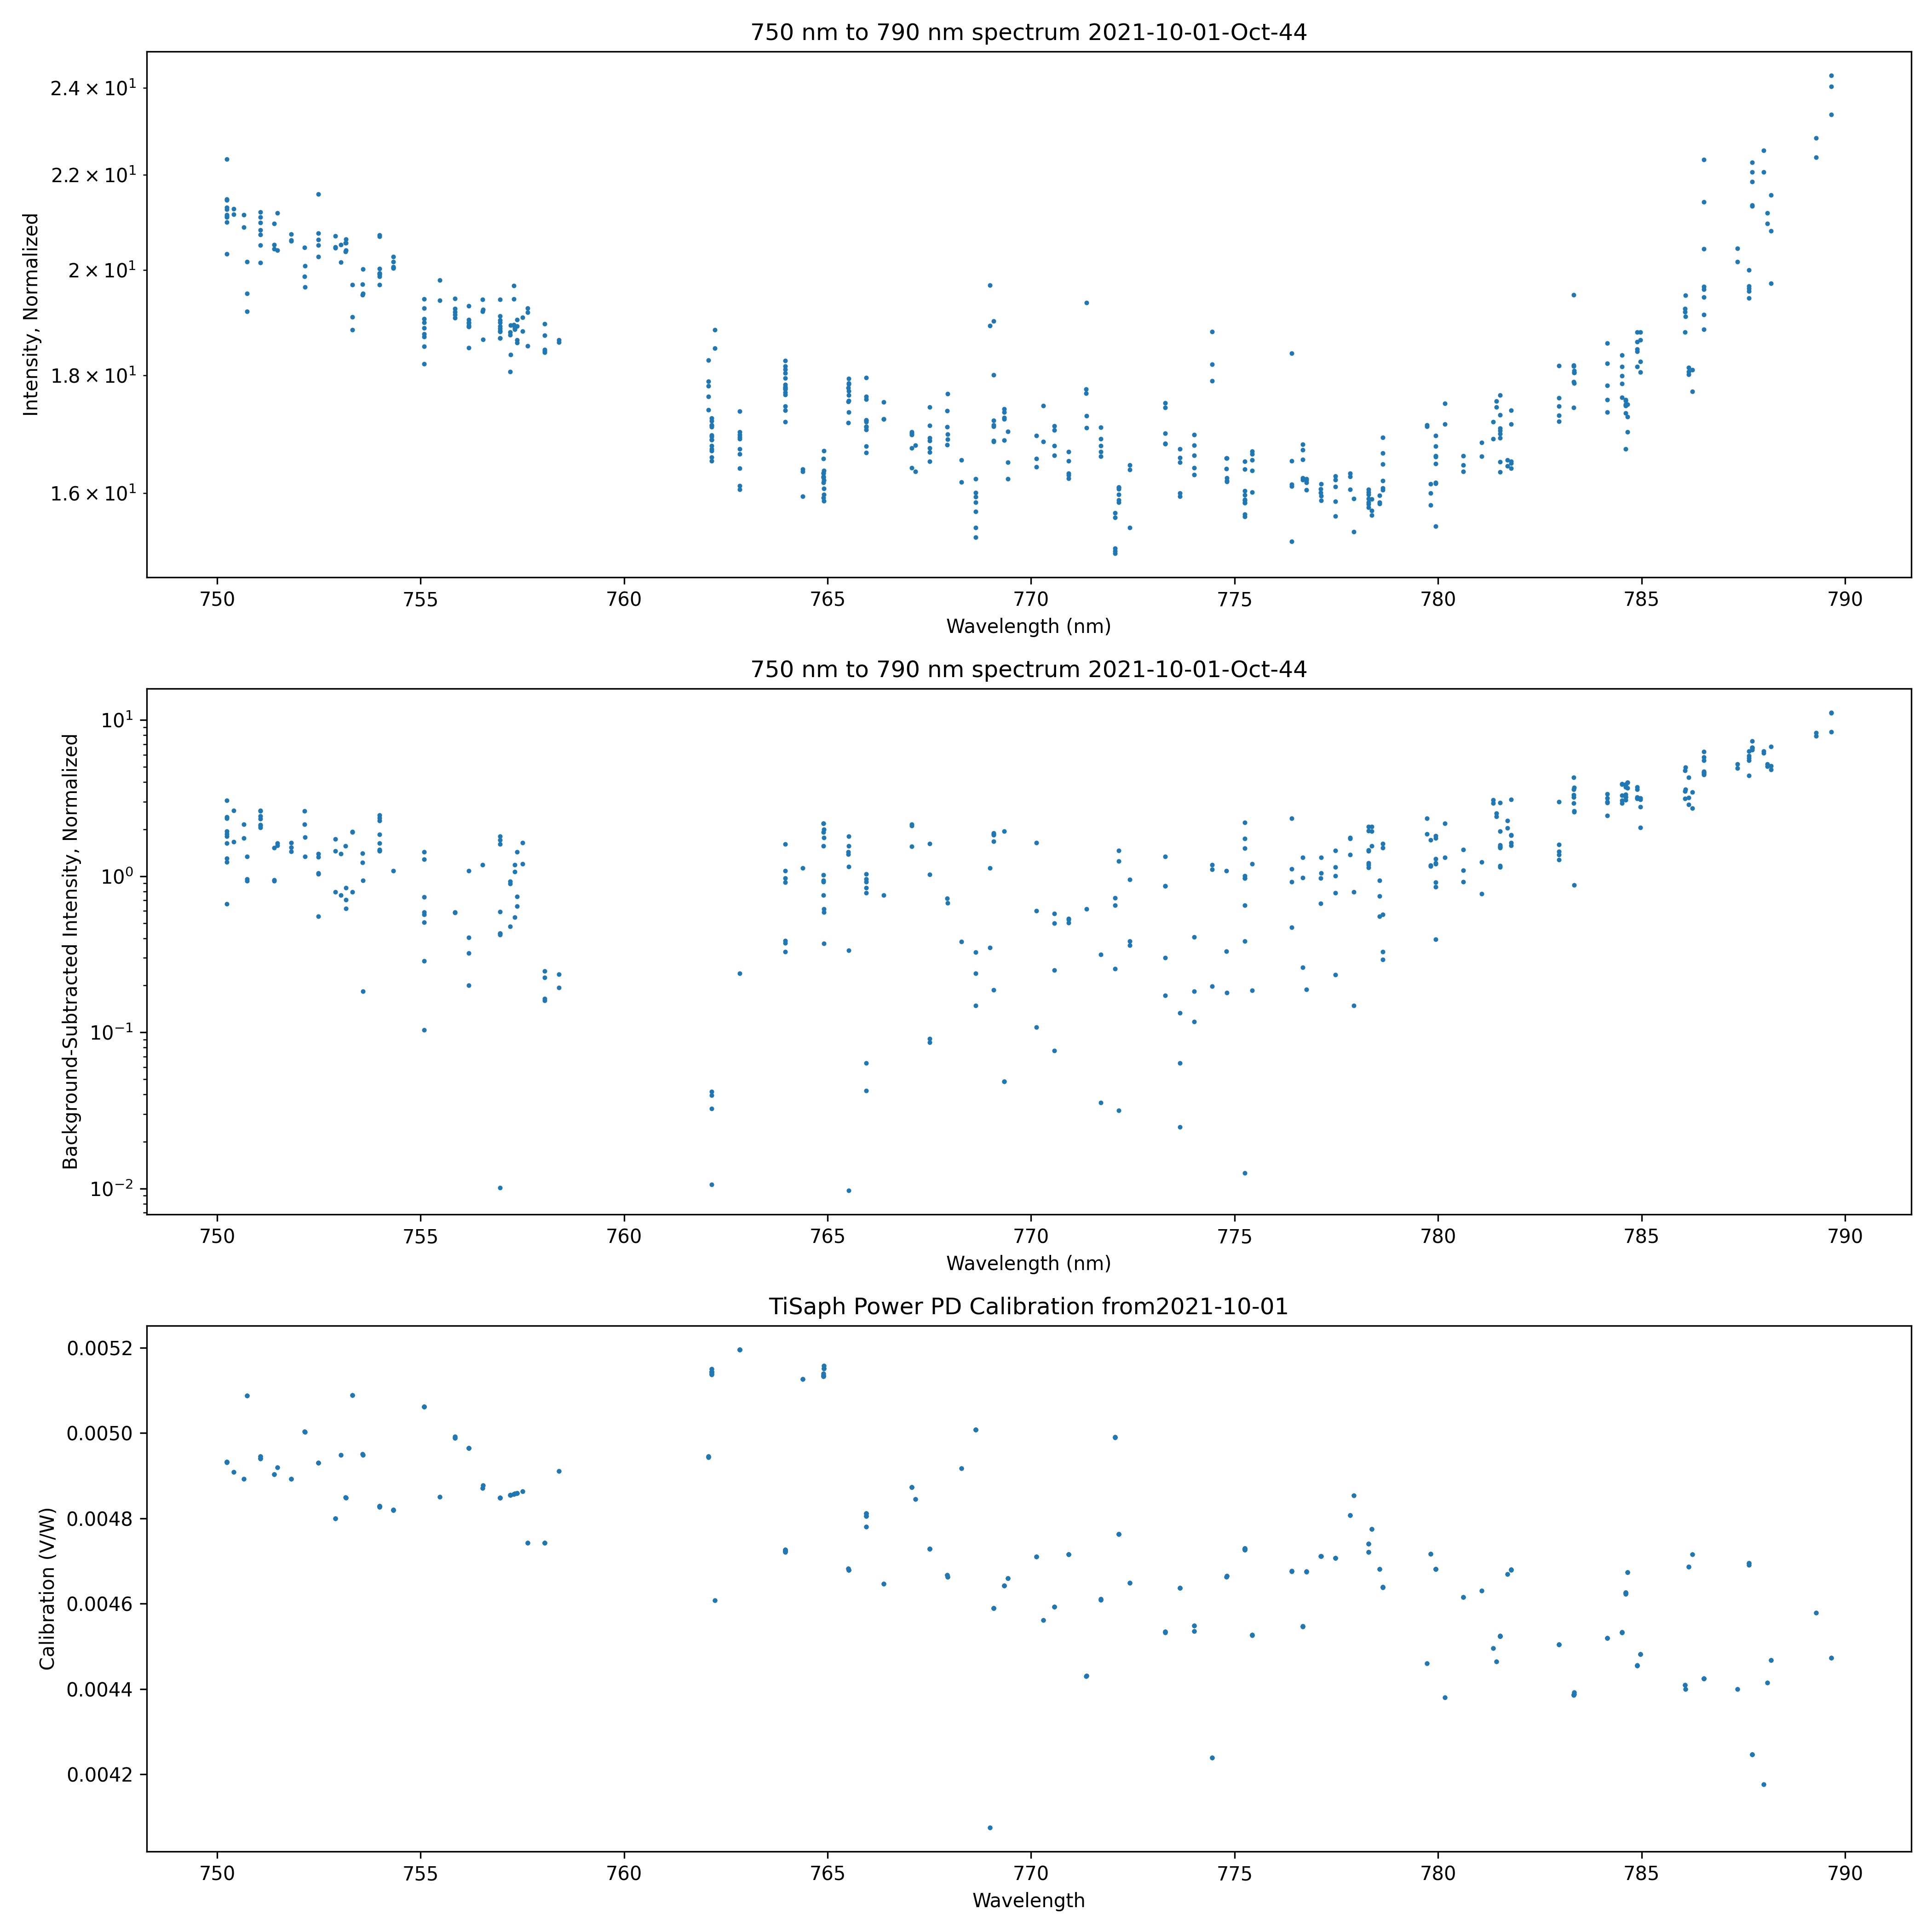 750 nm to 790 nm spectrum 2021-10-01-Oct-44
Intensity, Normalized
2.4 × 10¹
2.2 × 10¹
2 × 10¹
1.8 × 10¹
1.6 × 10¹
750 755 760 765 770 775 780 785 790
Wavelength (nm)
750 nm to 790 nm spectrum 2021-10-01-Oct-44
Background-Subtracted Intensity, Normalized
10¹
10⁰
10⁻¹
10⁻²
750 755 760 765 770 775 780 785 790
Wavelength (nm)
TiSaph Power PD Calibration from2021-10-01
Calibration (V/W)
0.0052
0.0050
0.0048
0.0046
0.0044
0.0042
750 755 760 765 770 775 780 785 790
Wavelength